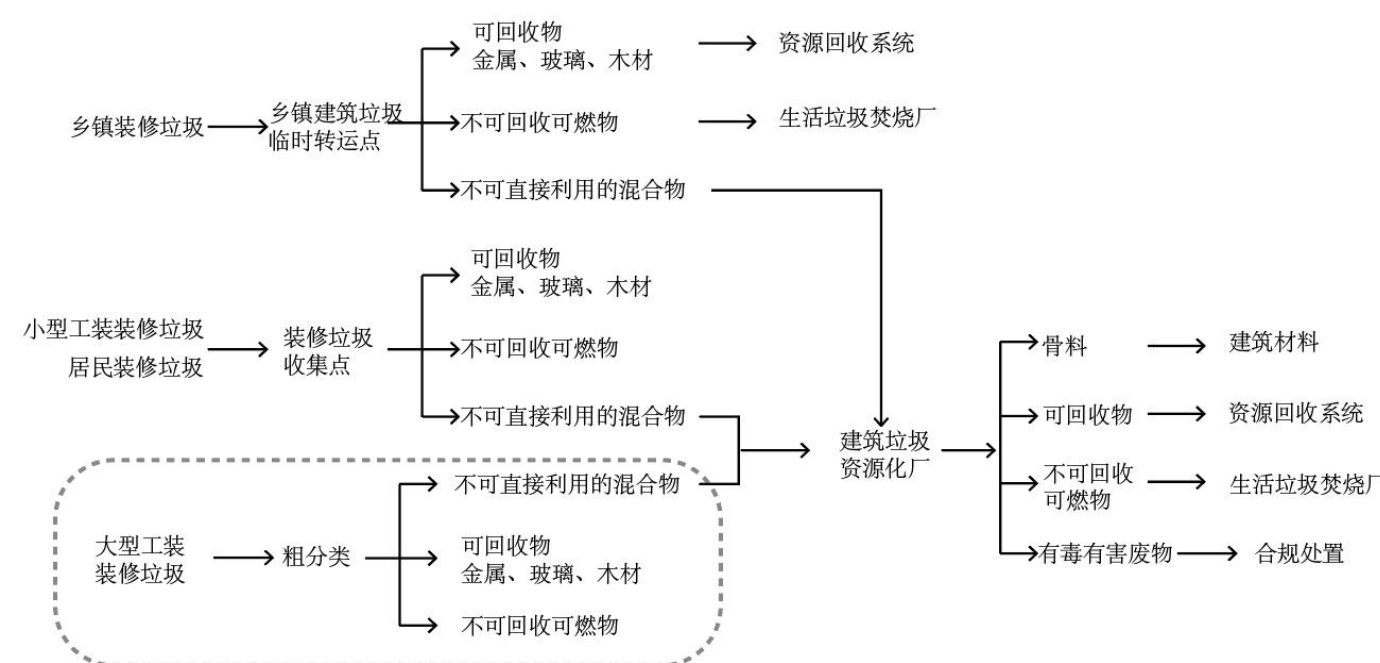 可回收物
金属、玻璃、木材
资源回收系统
乡镇装修垃圾
乡镇建筑垃圾
临时转运点
不可回收可燃物
生活垃圾焚烧厂
不可直接利用的混合物
可回收物
金属、玻璃、木材
小型工装装修垃圾
居民装修垃圾
装修垃圾
收集点
不可回收可燃物
不可直接利用的混合物
大型工装
装修垃圾
粗分类
不可直接利用的混合物
可回收物
金属、玻璃、木材
不可回收可燃物
建筑垃圾
资源化厂
骨料
建筑材料
可回收物
资源回收系统
不可回收
可燃物
生活垃圾焚烧厂
有毒有害废物
合规处置